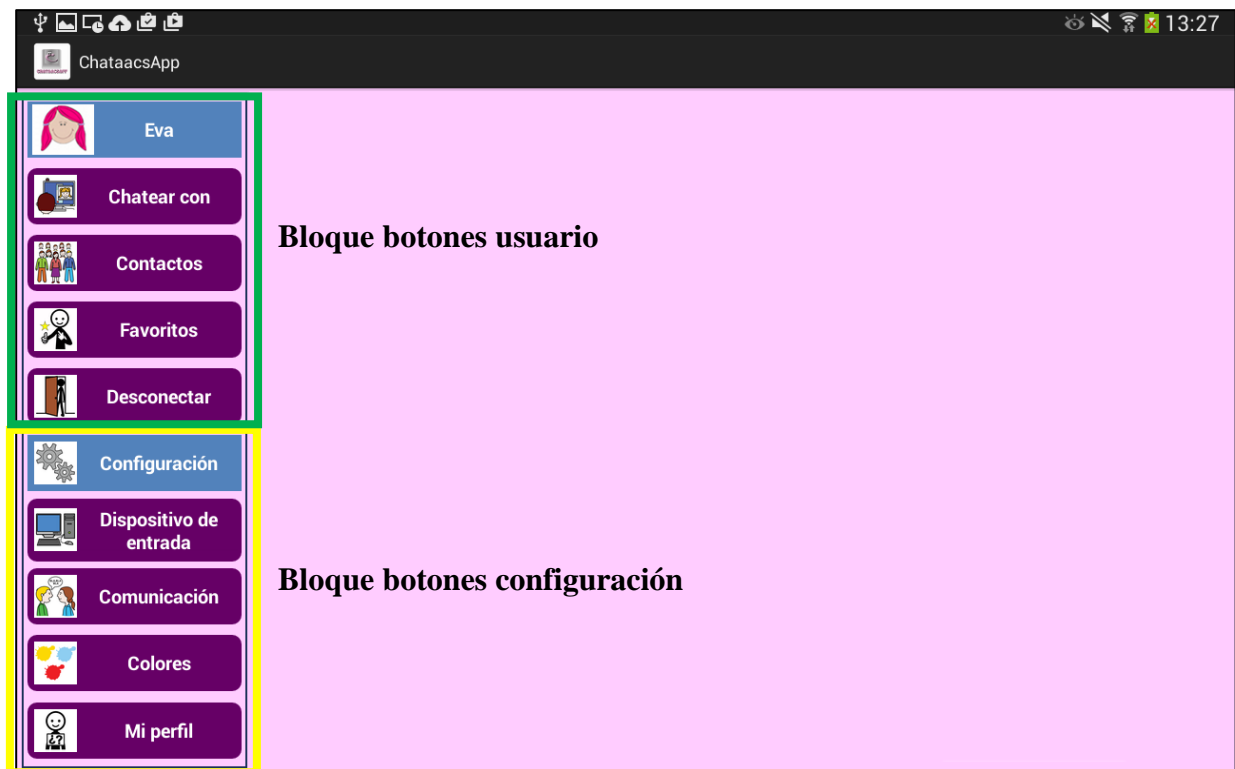 13:27
ChataacsApp
Eva
Chatear con
Contactos
Favoritos
Desconectar
Bloque botones usuario
Configuración
Dispositivo de
entrada
Comunicación
Colores
Mi perfil
Bloque botones configuración